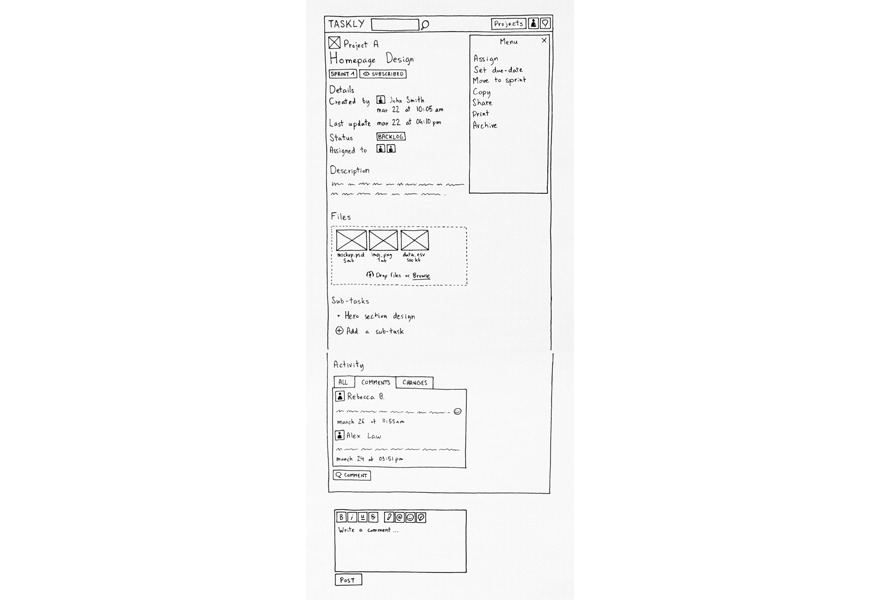 TASKLY Projects
Project A
Homepage Design
SPRINT 1 SUBSCRIBED
Details
Created by John Smith
mar 22 at 10:05 am
Last update mar 22 at 04:10 pm
Status BACKLOG
Assigned to
Description
Menu X
Assign
Set due-date
Move to sprint
Copy
Share
Print
Archive
Files
mockup.psd
5mb
img.png
1mb
data.csv
500 kb
Drop files or Browse
Sub-tasks
• Hero section design
Add a sub-task
Activity
ALL COMMENTS CHANGES
Rebecca B.
march 26 at 11:55am
Alex Law
march 24 at 03:51pm
COMMENT
B i U S @
Write a comment...
POST